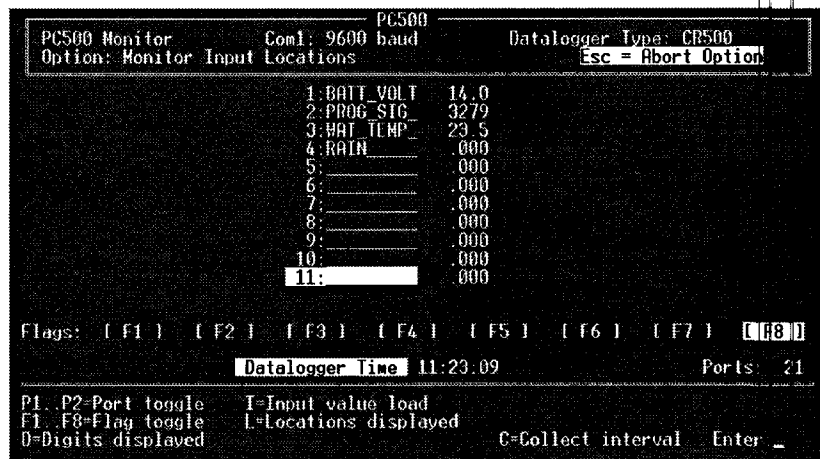 PC500
PC500 Monitor Com1: 9600 baud Datalogger Type: CR500
Option: Monitor Input Locations Esc = Abort Option
1:BATT_VOLT 14.0
2:PROG_SIG_ 3279
3:WAT_TEMP_ 23.5
4:RAIN_____ .000
5:_________ .000
6:_________ .000
7:_________ .000
8:_________ .000
9:_________ .000
10:_________ .000
11:_________ .000
Flags: [ F1 ] [ F2 ] [ F3 ] [ F4 ] [ F5 ] [ F6 ] [ F7 ] [ F8 ]
Datalogger Time 11:23:09 Ports: 21
P1..P2=Port toggle I=Input value load
F1..F8=Flag toggle L=Locations displayed
D=Digits displayed C=Collect interval Enter _